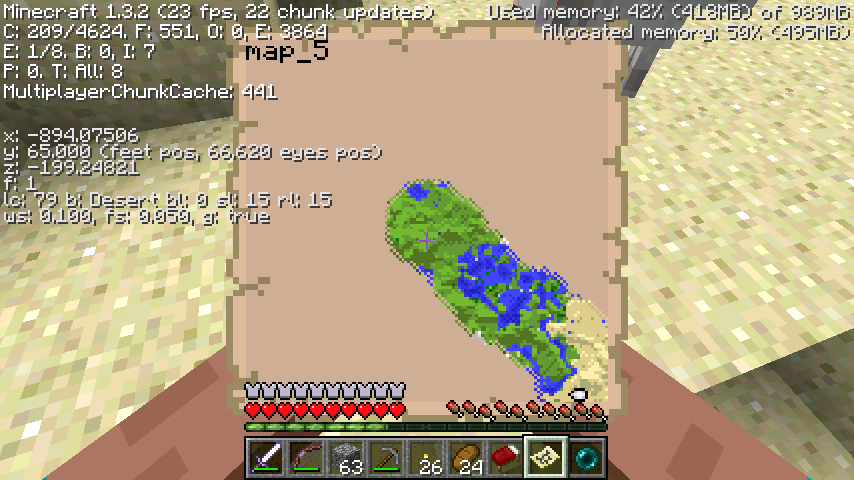 Minecraft 1.3.2 (23 fps, 22 chunk updates)
C: 209/4624. F: 551, O: 0, E: 3864
E: 1/8. B: 0, I: 7
P: 0. T: All: 8
MultiplayerChunkCache: 441
x: -894.07506
y: 65.000 (feet pos, 66.620 eyes pos)
z: -199.24821
f: 1
lc: 79 b: Desert bl: 0 sl: 15 rl: 15
ws: 0.100, fs: 0.050, g: true
Used memory: 42% (418MB) of 989MB
Allocated memory: 50% (495MB)
map_5
63
26
24